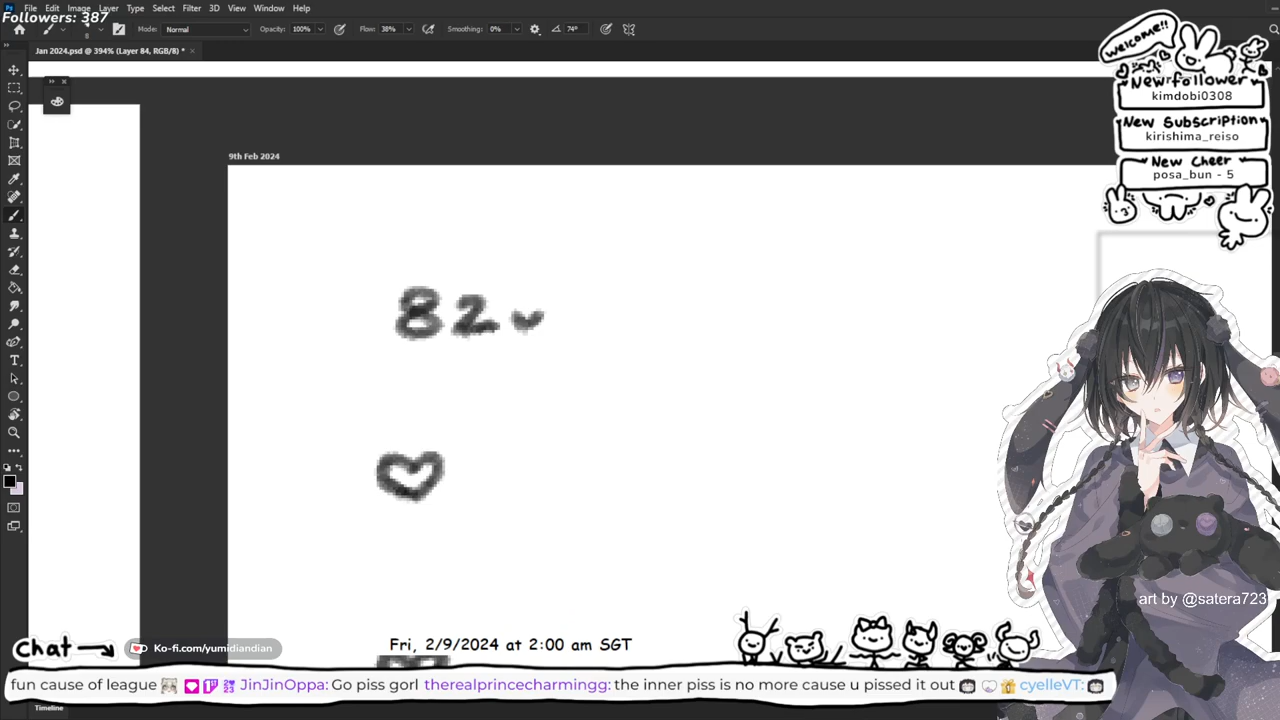 File Edit Image Layer Type Select Filter 3D View Window Help
Followers: 387
Mode: Normal Opacity: 100% Flow: 38% Smoothing: 0% 74°
Jan 2024.psd @ 394% (Layer 84, RGB/8) *
9th Feb 2024
82
welcome!!
New follower
kimdobi0308
New Subscription
kirishima_reiso
New Cheer
posa_bun - 5
art by @satera723
Fri, 2/9/2024 at 2:00 am SGT
chat
Ko-fi.com/yumidiandian
fun cause of league JinJinOppa: Go piss gorl therealprincecharmingg: the inner piss is no more cause u pissed it out cyelleVT:
Timeline